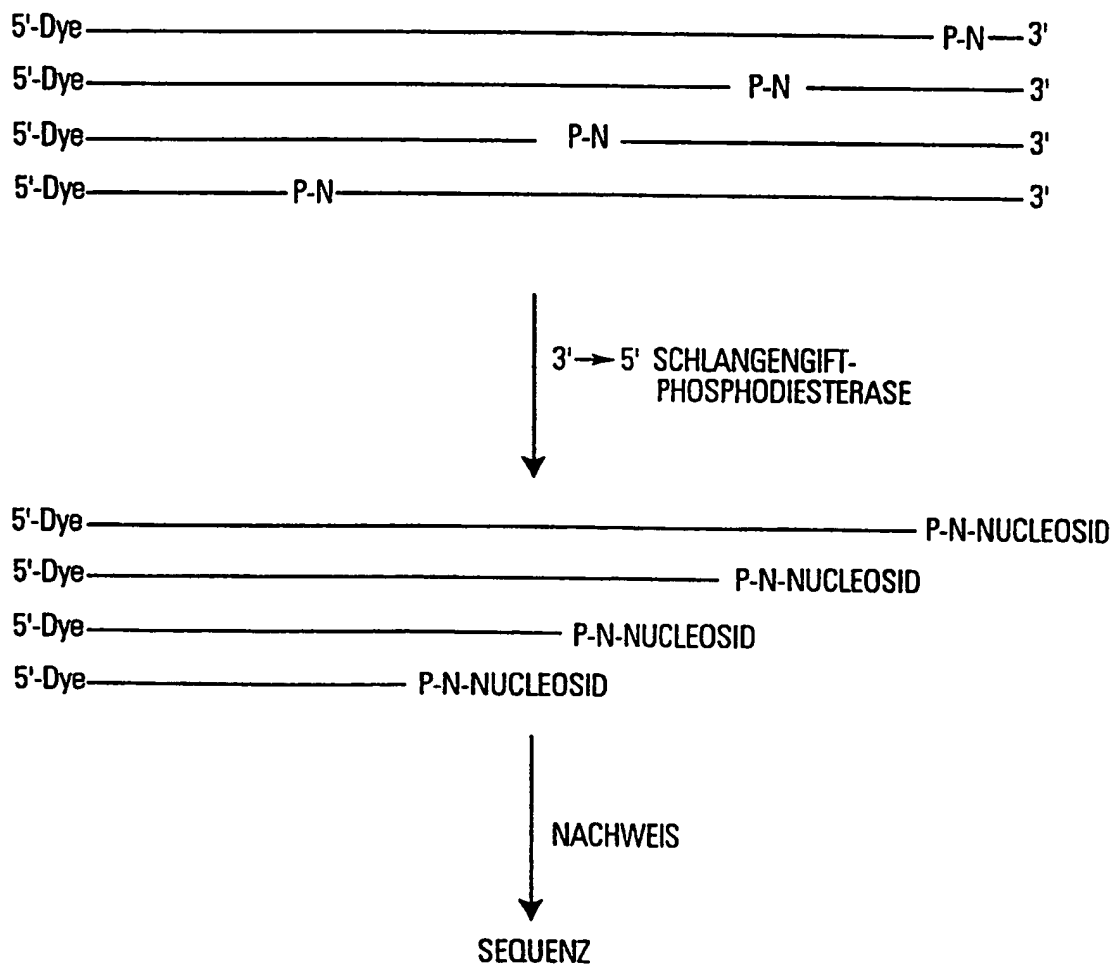 5'-Dye P-N 3'
5'-Dye P-N 3'
5'-Dye P-N 3'
5'-Dye P-N 3'
3'→5' SCHLANGENGIFT-
PHOSPHODIESTERASE
5'-Dye P-N-NUCLEOSID
5'-Dye P-N-NUCLEOSID
5'-Dye P-N-NUCLEOSID
5'-Dye P-N-NUCLEOSID
NACHWEIS
SEQUENZ